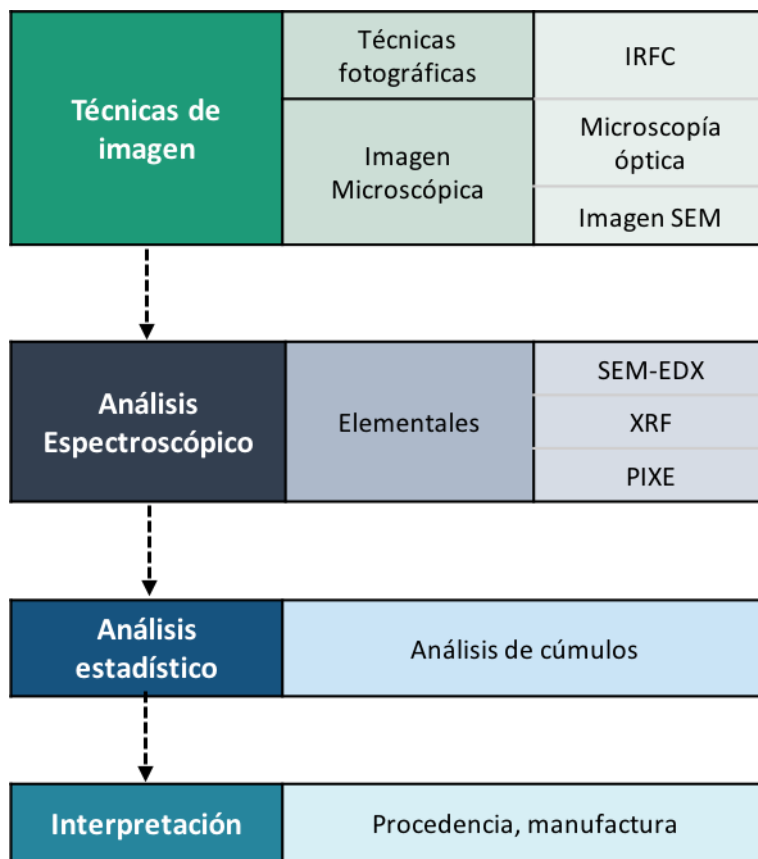 Técnicas de
imagen
Técnicas
fotográficas
IRFC
Imagen
Microscópica
Microscopía
óptica
Imagen SEM
Análisis
Espectroscópico
Elementales
SEM-EDX
XRF
PIXE
Análisis
estadístico
Análisis de cúmulos
Interpretación
Procedencia, manufactura